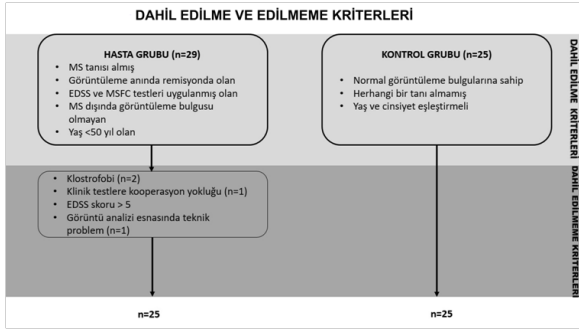 DAHİL EDİLME VE EDİLMEME KRİTERLERİ
HASTA GRUBU (n=29)
• MS tanısı almış
• Görüntüleme anında remisyonda olan
• EDSS ve MSFC testleri uygulanmış olan
• MS dışında görüntüleme bulgusu
olmayan
• Yaş <50 yıl olan
KONTROL GRUBU (n=25)
• Normal görüntüleme bulgularına sahip
• Herhangi bir tanı almamış
• Yaş ve cinsiyet eşleştirmeli
DAHİL EDİLME KRİTERLERİ
• Klostrofobi (n=2)
• Klinik testlere kooperasyon yokluğu (n=1)
• EDSS skoru > 5
• Görüntü analizi esnasında teknik
problem (n=1)
DAHİL EDİLMEME KRİTERLERİ
n=25
n=25